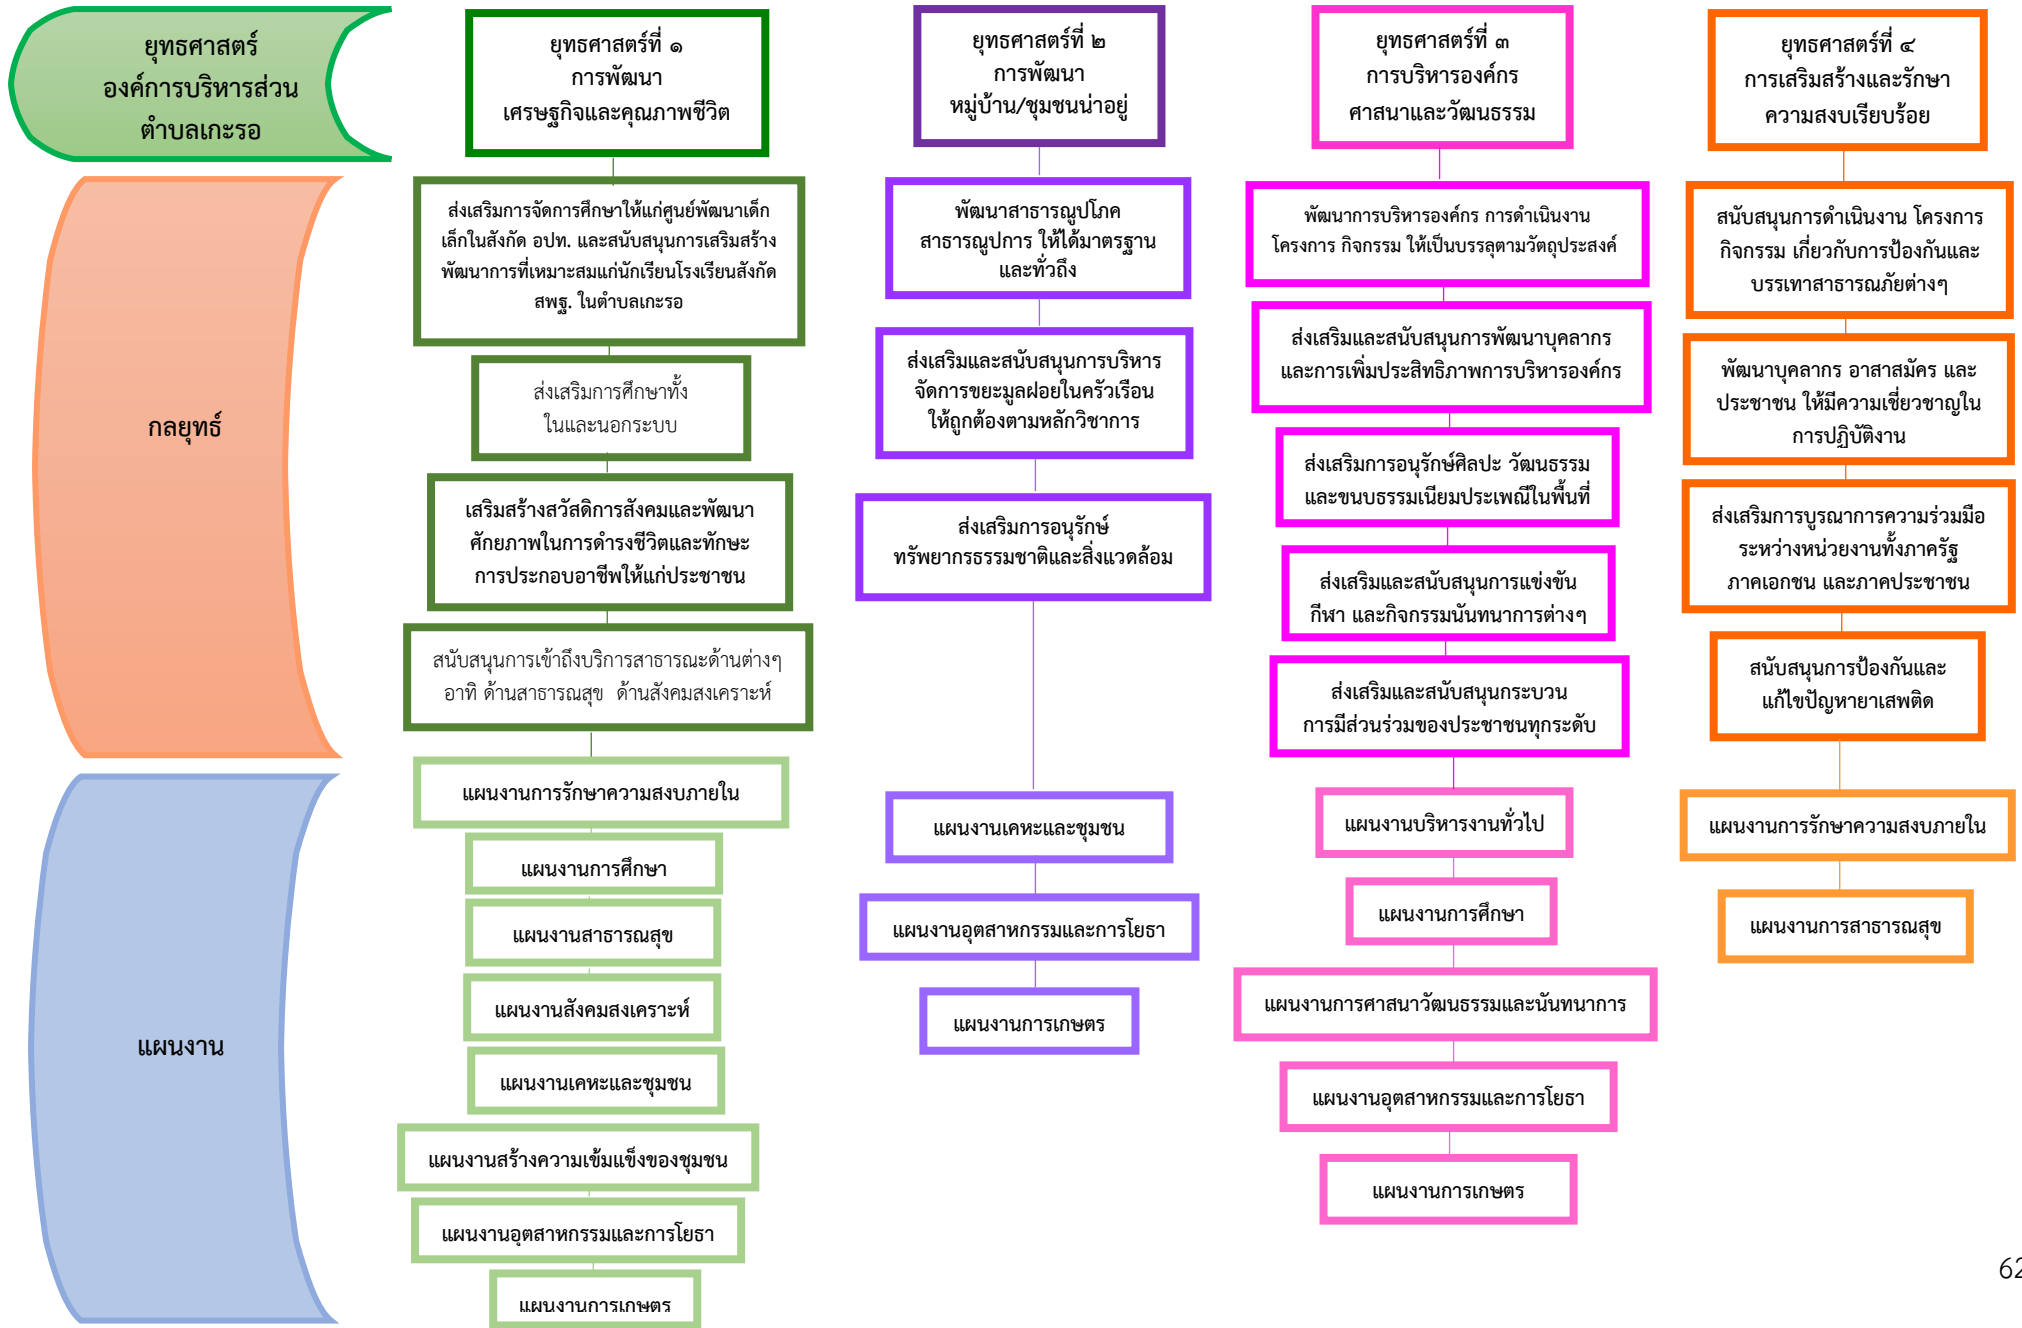 ยุทธศาสตร์
องค์การบริหารส่วน
ตำบลเกะรอ
ยุทธศาสตร์ที่ ๑
การพัฒนา
เศรษฐกิจและคุณภาพชีวิต
ยุทธศาสตร์ที่ ๒
การพัฒนา
หมู่บ้าน/ชุมชนน่าอยู่
ยุทธศาสตร์ที่ ๓
การบริหารองค์กร
ศาสนาและวัฒนธรรม
ยุทธศาสตร์ที่ ๔
การเสริมสร้างและรักษา
ความสงบเรียบร้อย
กลยุทธ์
ส่งเสริมการจัดการศึกษาให้แก่ศูนย์พัฒนาเด็ก
เล็กในสังกัด อปท. และสนับสนุนการเสริมสร้าง
พัฒนาการที่เหมาะสมแก่นักเรียนโรงเรียนสังกัด
สพฐ. ในตำบลเกะรอ
ส่งเสริมการศึกษาทั้ง
ในและนอกระบบ
เสริมสร้างสวัสดิการสังคมและพัฒนา
ศักยภาพในการดำรงชีวิตและทักษะ
การประกอบอาชีพให้แก่ประชาชน
สนับสนุนการเข้าถึงบริการสาธารณะด้านต่างๆ
อาทิ ด้านสาธารณสุข ด้านสังคมสงเคราะห์
พัฒนาสาธารณูปโภค
สาธารณูปการ ให้ได้มาตรฐาน
และทั่วถึง
ส่งเสริมและสนับสนุนการบริหาร
จัดการขยะมูลฝอยในครัวเรือน
ให้ถูกต้องตามหลักวิชาการ
ส่งเสริมการอนุรักษ์
ทรัพยากรธรรมชาติและสิ่งแวดล้อม
พัฒนาการบริหารองค์กร การดำเนินงาน
โครงการ กิจกรรม ให้เป็นบรรลุตามวัตถุประสงค์
ส่งเสริมและสนับสนุนการพัฒนาบุคลากร
และการเพิ่มประสิทธิภาพการบริหารองค์กร
ส่งเสริมการอนุรักษ์ศิลปะ วัฒนธรรม
และขนบธรรมเนียมประเพณีในพื้นที่
ส่งเสริมและสนับสนุนการแข่งขัน
กีฬา และกิจกรรมนันทนาการต่างๆ
ส่งเสริมและสนับสนุนกระบวน
การมีส่วนร่วมของประชาชนทุกระดับ
สนับสนุนการดำเนินงาน โครงการ
กิจกรรม เกี่ยวกับการป้องกันและ
บรรเทาสาธารณภัยต่างๆ
พัฒนาบุคลากร อาสาสมัคร และ
ประชาชน ให้มีความเชี่ยวชาญใน
การปฏิบัติงาน
ส่งเสริมการบูรณาการความร่วมมือ
ระหว่างหน่วยงานทั้งภาครัฐ
ภาคเอกชน และภาคประชาชน
สนับสนุนการป้องกันและ
แก้ไขปัญหายาเสพติด
แผนงาน
แผนงานการรักษาความสงบภายใน
แผนงานการศึกษา
แผนงานสาธารณสุข
แผนงานสังคมสงเคราะห์
แผนงานเคหะและชุมชน
แผนงานสร้างความเข้มแข็งของชุมชน
แผนงานอุตสาหกรรมและการโยธา
แผนงานการเกษตร
แผนงานเคหะและชุมชน
แผนงานอุตสาหกรรมและการโยธา
แผนงานการเกษตร
แผนงานบริหารงานทั่วไป
แผนงานการศึกษา
แผนงานการศาสนาวัฒนธรรมและนันทนาการ
แผนงานอุตสาหกรรมและการโยธา
แผนงานการเกษตร
แผนงานการรักษาความสงบภายใน
แผนงานการสาธารณสุข
62